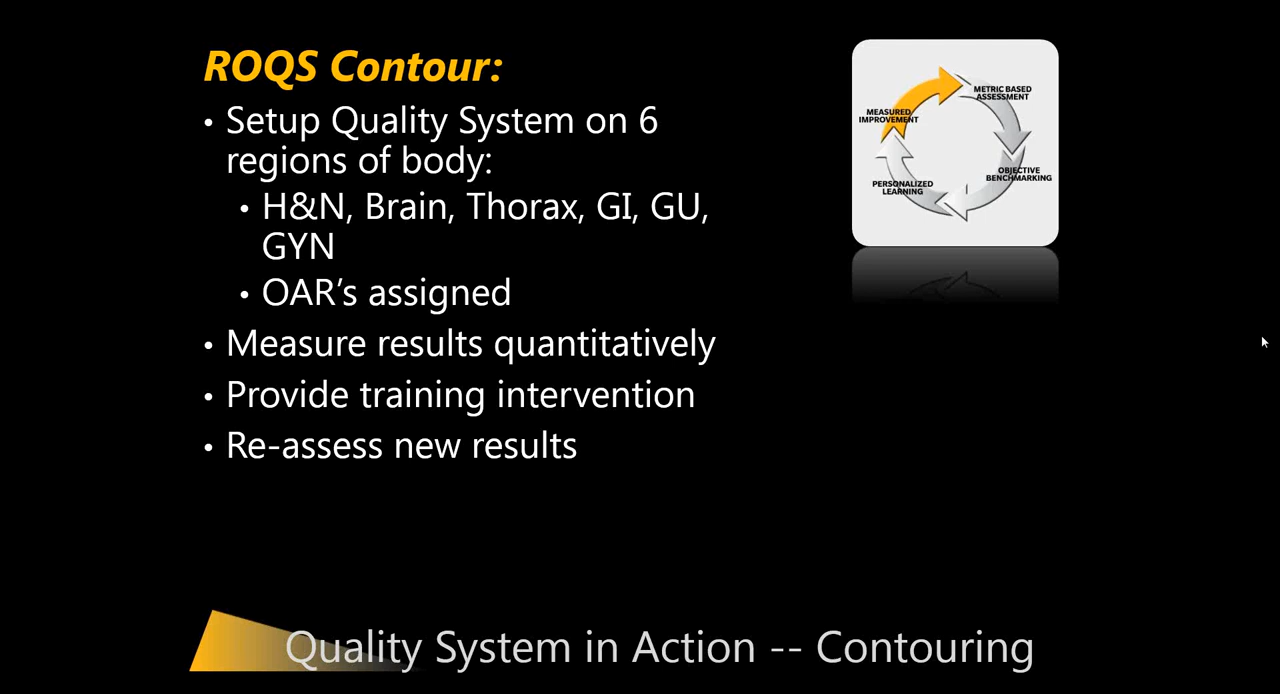 ROQS Contour:
• Setup Quality System on 6
regions of body:
• H&N, Brain, Thorax, GI, GU,
GYN
• OAR’s assigned
• Measure results quantitatively
• Provide training intervention
• Re-assess new results
METRIC BASED
ASSESSMENT
OBJECTIVE
BENCHMARKING
PERSONALIZED
LEARNING
MEASURED
IMPROVEMENT
Quality System in Action -- Contouring